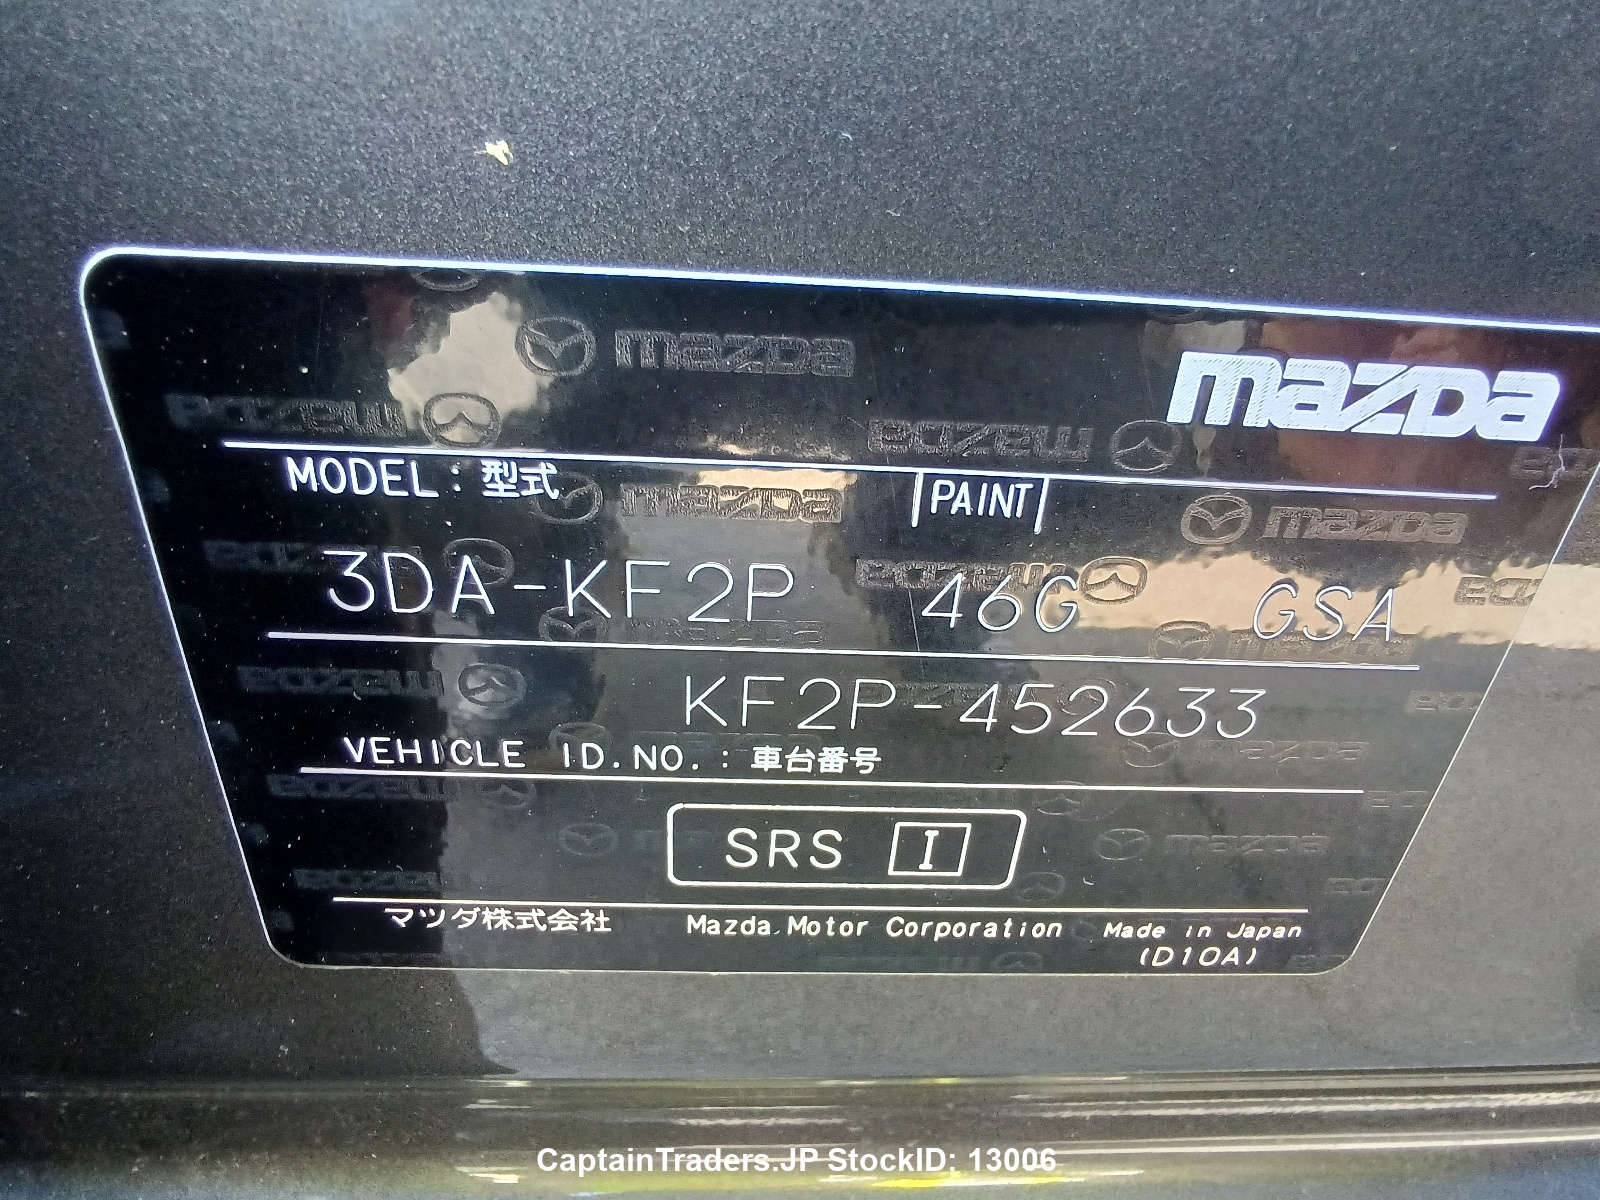 mazda
MODEL : 型式 PAINT
3DA-KF2P 46G GSA
KF2P-452633
VEHICLE I.D.NO. : 車台番号
SRS I
マツダ株式会社 Mazda Motor Corporation Made in Japan
(D10A)
CaptainTraders.JP StockID: 13006